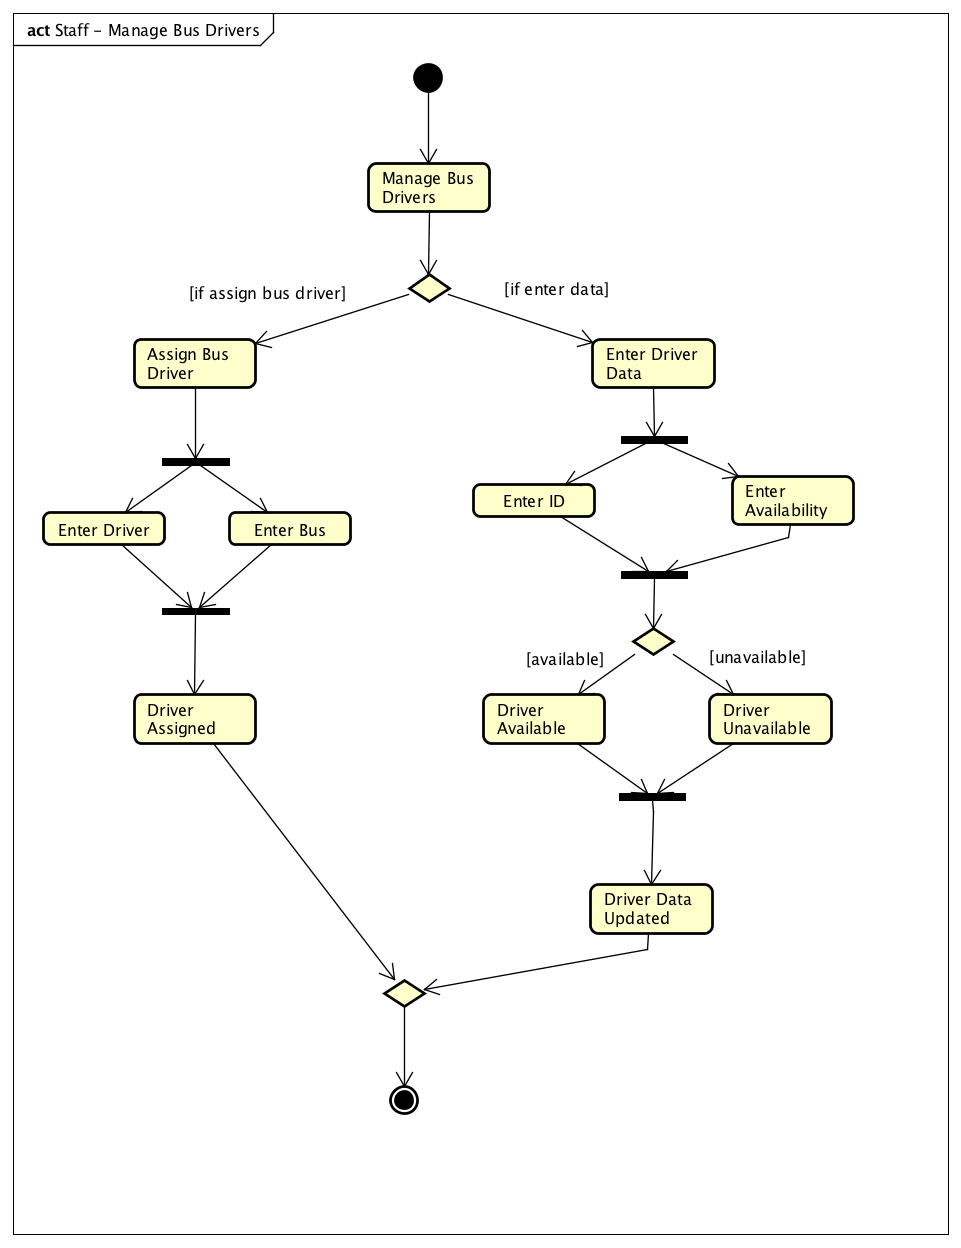 act Staff – Manage Bus Drivers
Manage Bus
Drivers
[if assign bus driver]
[if enter data]
Assign Bus
Driver
Enter Driver
Data
Enter Driver
Enter Bus
Enter ID
Enter
Availability
[available]
[unavailable]
Driver
Assigned
Driver
Available
Driver
Unavailable
Driver Data
Updated